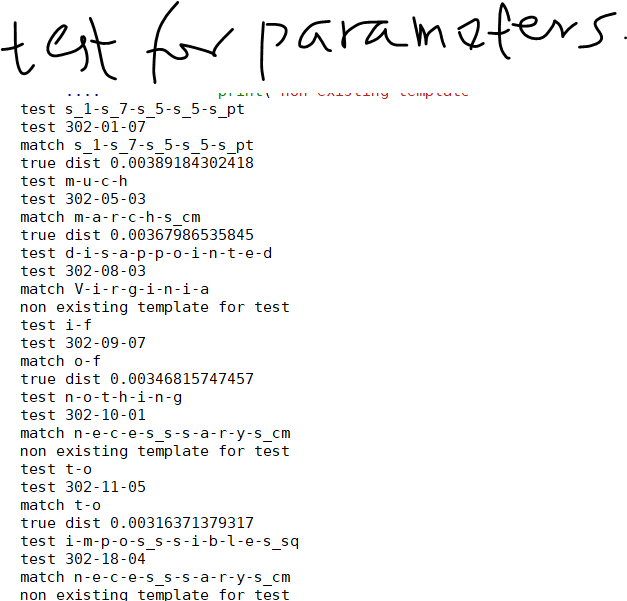 test for parameters.
.... print( non existing template
test s_1-s_7-s_5-s_5-s_pt
test 302-01-07
match s_1-s_7-s_5-s_5-s_pt
true dist 0.00389184302418
test m-u-c-h
test 302-05-03
match m-a-r-c-h-s_cm
true dist 0.00367986535845
test d-i-s-a-p-p-o-i-n-t-e-d
test 302-08-03
match V-i-r-g-i-n-i-a
non existing template for test
test i-f
test 302-09-07
match o-f
true dist 0.00346815747457
test n-o-t-h-i-n-g
test 302-10-01
match n-e-c-e-s_s-s-a-r-y-s_cm
non existing template for test
test t-o
test 302-11-05
match t-o
true dist 0.00316371379317
test i-m-p-o-s_s-s-i-b-l-e-s_sq
test 302-18-04
match n-e-c-e-s_s-s-a-r-y-s_cm
non existing template for test